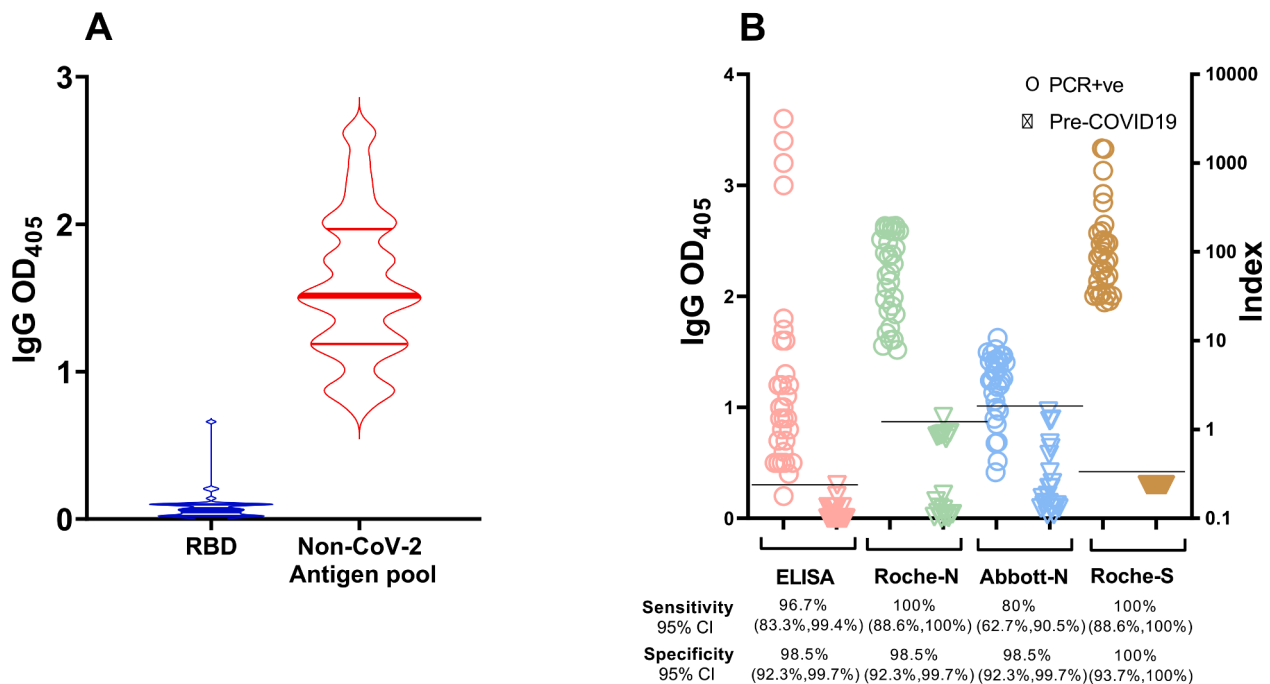 A
3
2
1
0
IgG OD405
RBD
Non-CoV-2
Antigen pool
B
4
3
2
1
0
IgG OD405
PCR+ve
Pre-COVID19
10000
1000
100
10
1
0.1
Index
ELISA Roche-N Abbott-N Roche-S
Sensitivity 96.7% 100% 80% 100%
95% CI (83.3%,99.4%) (88.6%,100%) (62.7%,90.5%) (88.6%,100%)
Specificity 98.5% 98.5% 98.5% 100%
95% CI (92.3%,99.7%) (92.3%,99.7%) (92.3%,99.7%) (93.7%,100%)